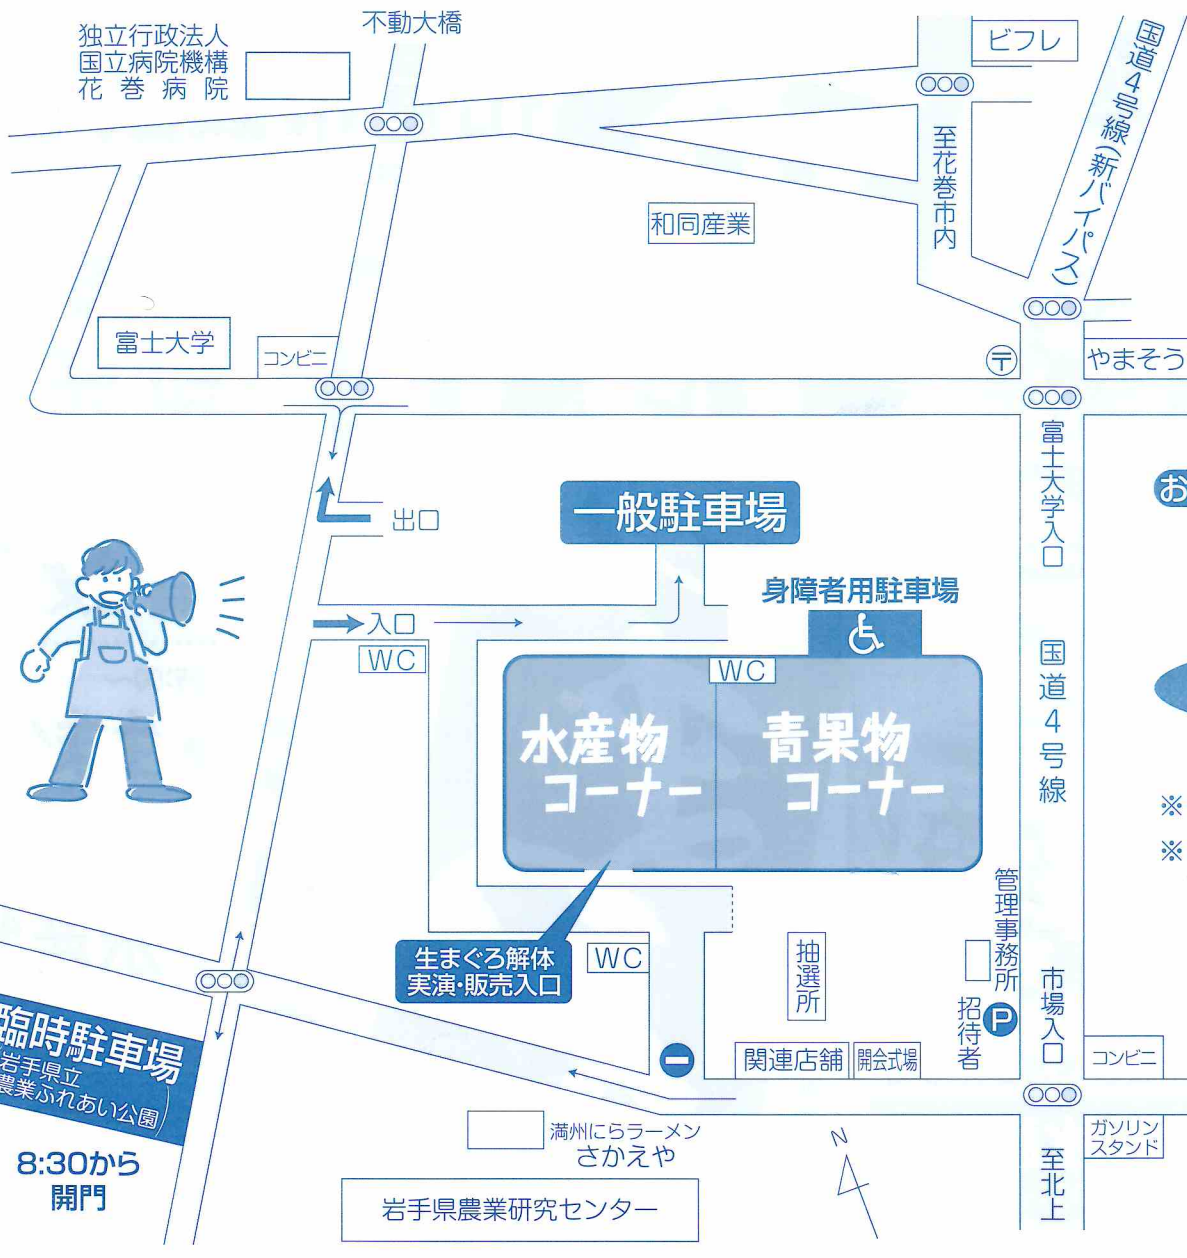 独立行政法人
国立病院機構
花巻病院
不動大橋
ビフレ
国道4号線(新バイパス)
至花巻市内
和同産業
富士大学
コンビニ
〒
やまそう
富士大学入口
一般駐車場
出口
お
身障者用駐車場
入口
WC
WC
国道4号線
水産物
コーナー
青果物
コーナー
※
※
管理事務所
生まぐろ解体
実演・販売入口
WC
抽選所
市場入口
招待者
P
臨時駐車場
岩手県立
農業ふれあい公園)
関連店舗
開会式場
コンビニ
8:30から
開門
満州にらラーメン
さかえや
N
ガソリン
スタンド
至北上
岩手県農業研究センター